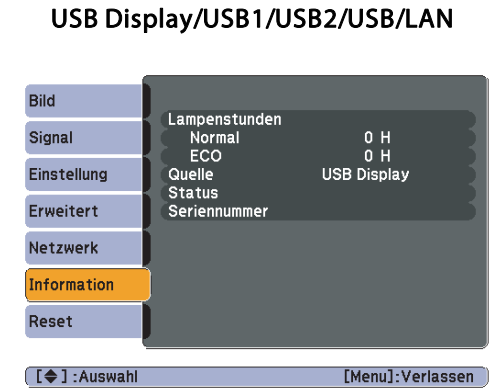 USB Display/USB1/USB2/USB/LAN
Bild
Signal
Einstellung
Erweitert
Netzwerk
Information
Reset
Lampenstunden
Normal 0 H
ECO 0 H
Quelle USB Display
Status
Seriennummer
[◆] :Auswahl [Menu]:Verlassen